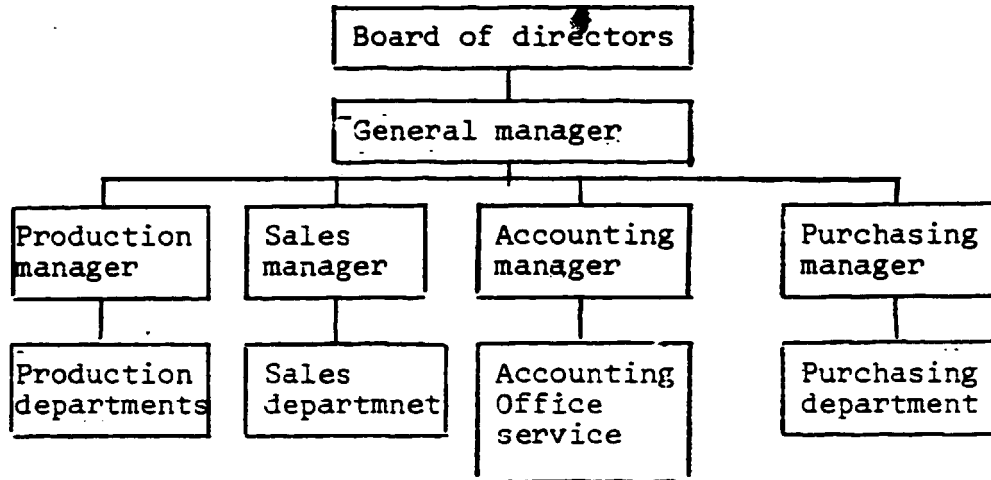 Board of directors
General manager
Production
manager
Sales
manager
Accounting
manager
Purchasing
manager
Production
departments
Sales
departmnet
Accounting
Office
service
Purchasing
department